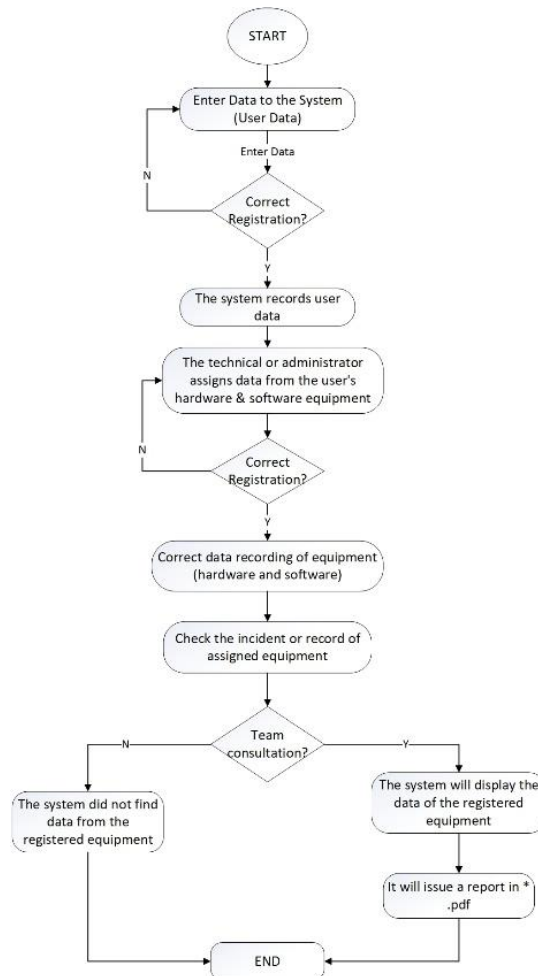 START
Enter Data to the System
(User Data)
Enter Data
N
Correct
Registration?
Y
The system records user
data
The technical or administrator
assigns data from the user's
hardware & software equipment
N
Correct
Registration?
Y
Correct data recording of equipment
(hardware and software)
Check the incident or record of
assigned equipment
Team
consultation?
N
Y
The system did not find
data from the
registered equipment
The system will display the
data of the registered
equipment
It will issue a report in *
.pdf
END